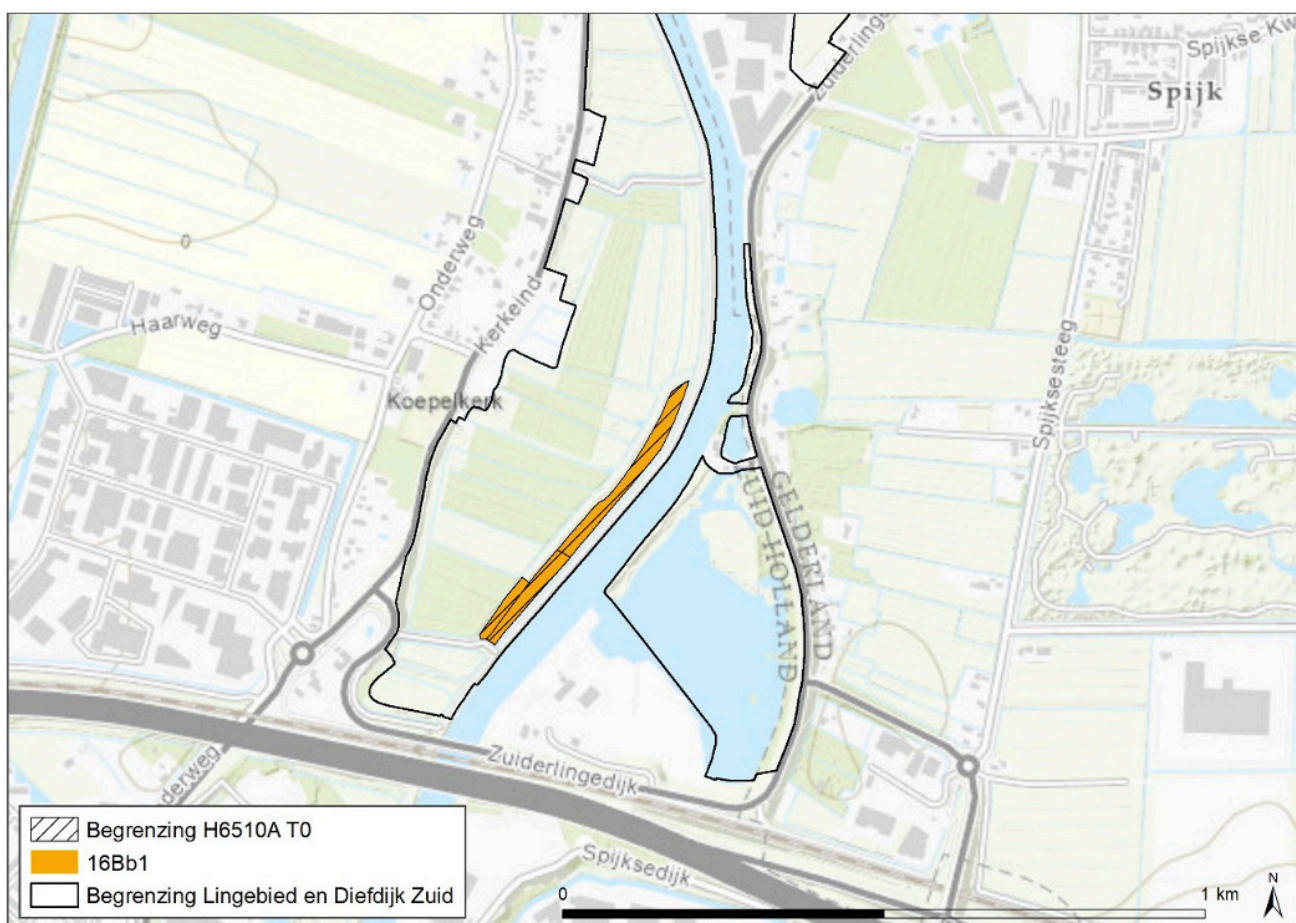 Spijkse Kw
Zuiderlinge
Spijk
Onderweg
Kerkeind
Haarweg
Koepelkerk
Spijksesteeg
GELDERLAND
ZUID-HOLLAND
Zuiderlingedijk
nderweg
Spijksedijk
Begrenzing H6510A T0
16Bb1
Begrenzing Lingebied en Diefdijk Zuid
0
0
1 km
N